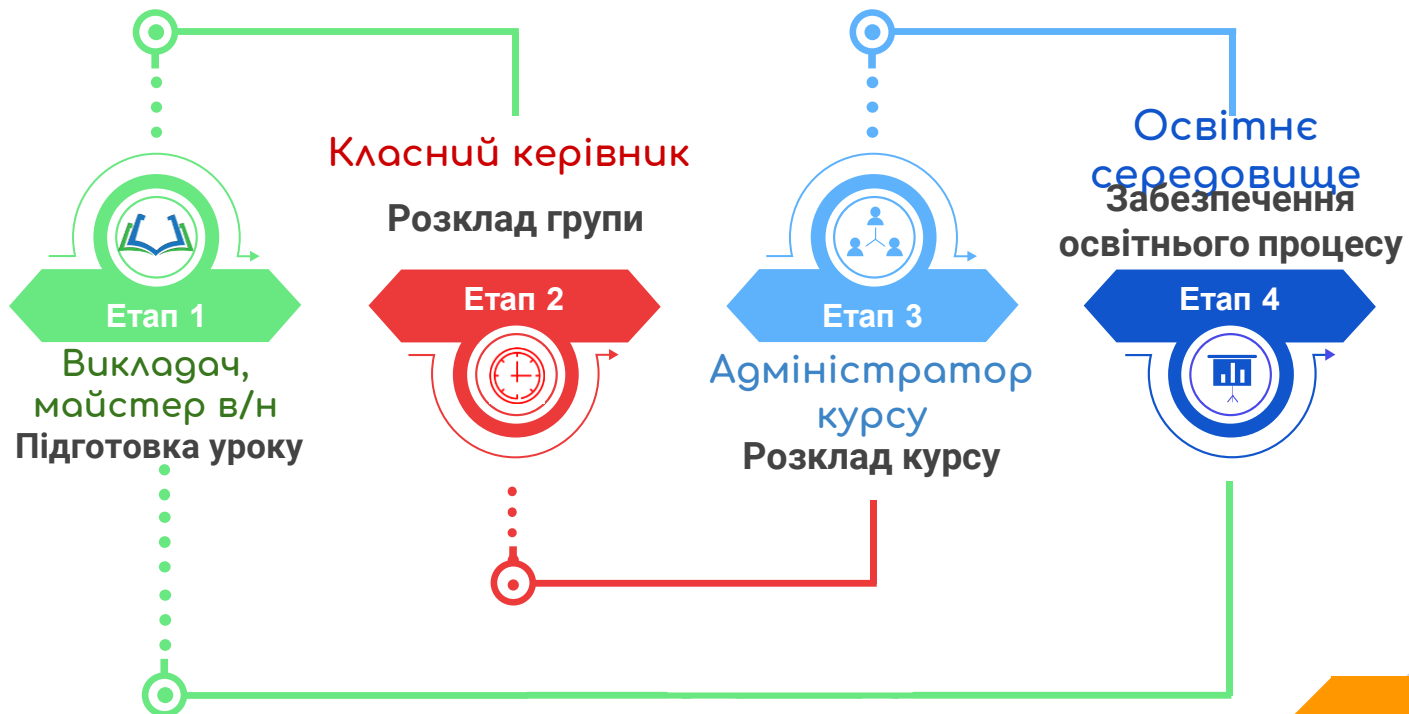 Етап 1
Викладач,
майстер в/н
Підготовка уроку
Класний керівник
Розклад групи
Етап 2
Етап 3
Адміністратор
курсу
Розклад курсу
Освітнє
середовище
Забезпечення
освітнього процесу
Етап 4